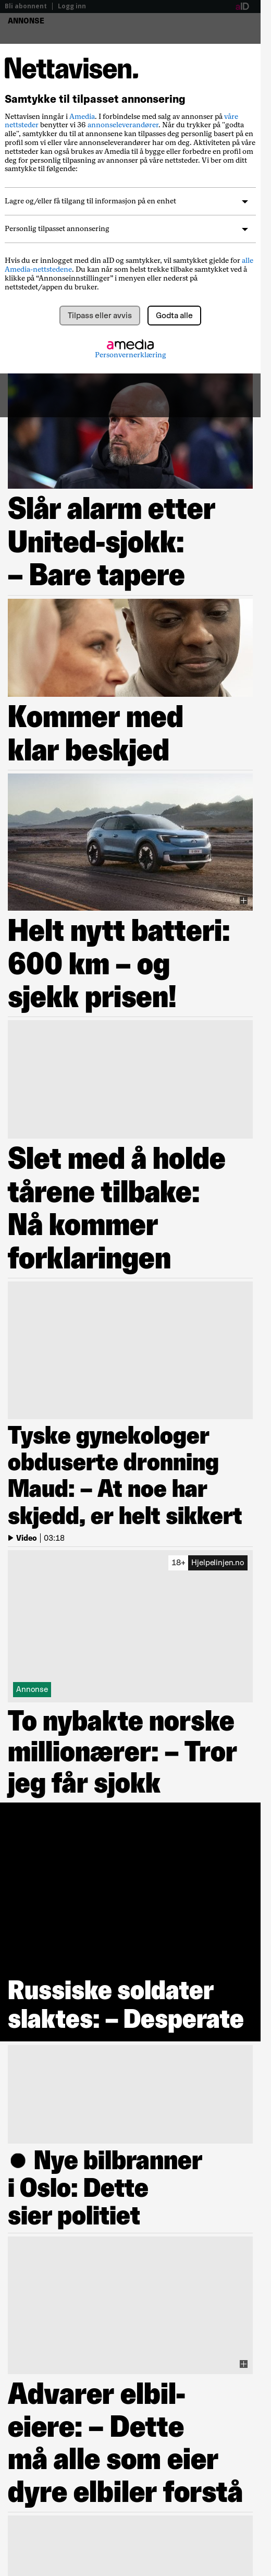 Bli abonnent | Logg inn
aID
ANNONSE
Nettavisen.
Samtykke til tilpasset annonsering
Nettavisen inngår i Amedia. I forbindelse med salg av annonser på våre
nettsteder benytter vi 36 annonseleverandører. Når du trykker på "godta
alle", samtykker du til at annonsene kan tilpasses deg personlig basert på en
profil som vi eller våre annonseleverandører har om deg. Aktiviteten på våre
nettsteder kan også brukes av Amedia til å bygge eller forbedre en profil om
deg for personlig tilpasning av annonser på våre nettsteder. Vi ber om ditt
samtykke til følgende:
Lagre og/eller få tilgang til informasjon på en enhet
Personlig tilpasset annonsering
Hvis du er innlogget med din aID og samtykker, vil samtykket gjelde for alle
Amedia-nettstedene. Du kan når som helst trekke tilbake samtykket ved å
klikke på “Annonseinnstillinger” i menyen eller nederst på
nettstedet/appen du bruker.
Tilpass eller avvis
Godta alle
amedia
Personvernerklæring
Slår alarm etter
United-sjokk:
– Bare tapere
Kommer med
klar beskjed
Helt nytt batteri:
600 km – og
sjekk prisen!
Slet med å holde
tårene tilbake:
Nå kommer
forklaringen
Tyske gynekologer
obduserte dronning
Maud: – At noe har
skjedd, er helt sikkert
Video | 03:18
18+ Hjelpelinjen.no
Annonse
To nybakte norske
millionærer: – Tror
jeg får sjokk
Russiske soldater
slaktes: – Desperate
● Nye bilbranner
i Oslo: Dette
sier politiet
Advarer elbil-
eiere: – Dette
må alle som eier
dyre elbiler forstå